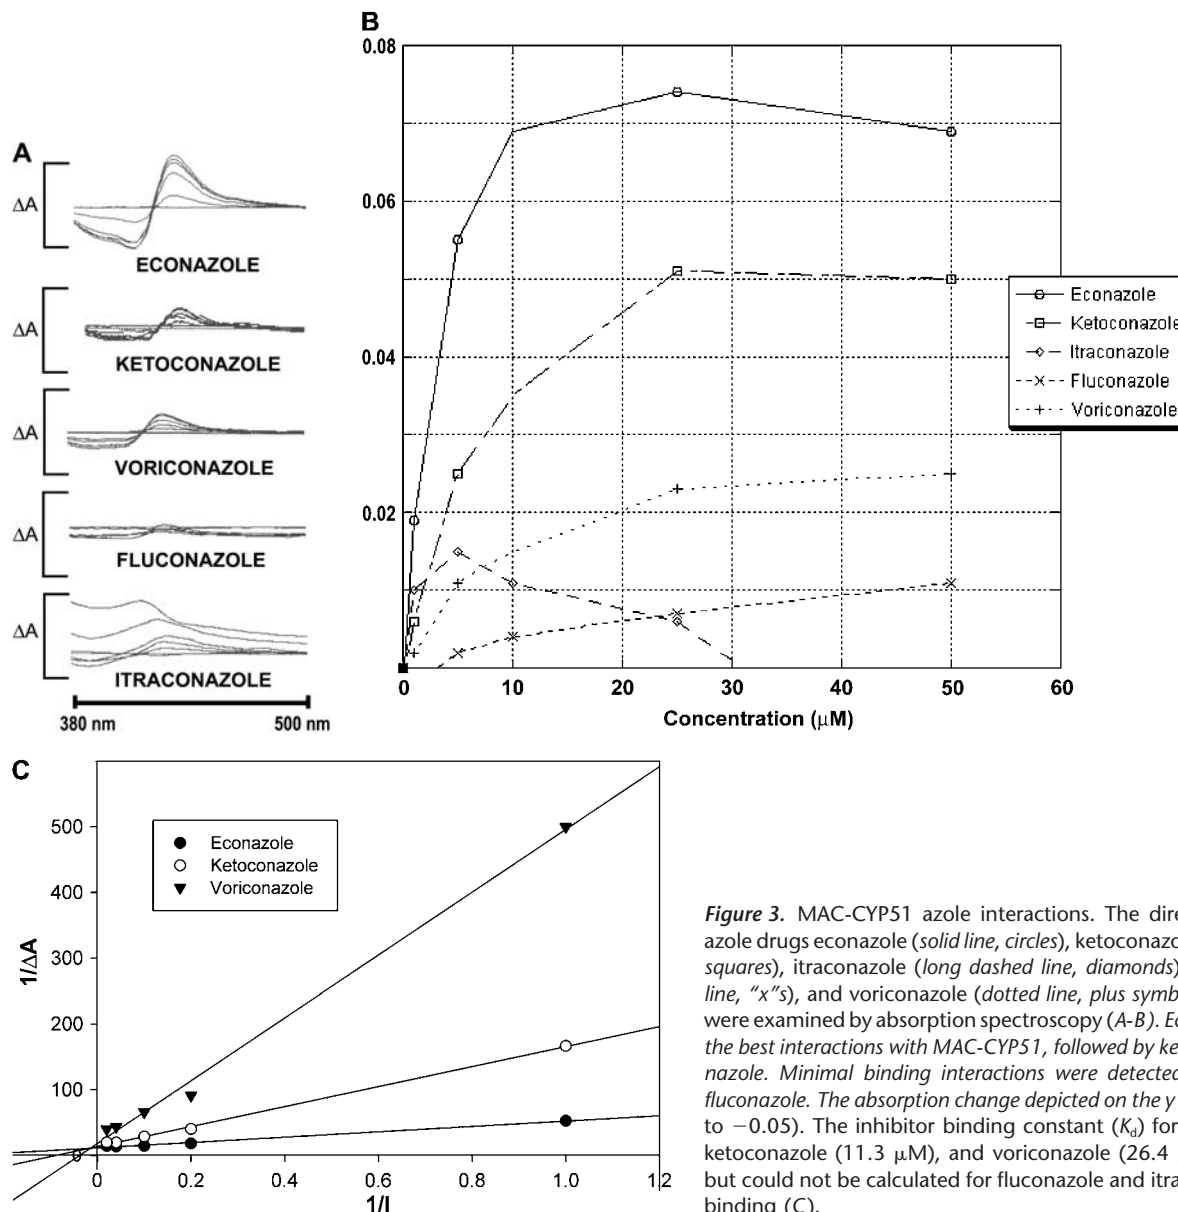 B
0.08
0.06
0.04
0.02
0
10
20
30
40
50
60
Concentration (µM)
Econazole
Ketoconazole
Itraconazole
Fluconazole
Voriconazole
A
ΔA
ECONAZOLE
ΔA
KETOCONAZOLE
ΔA
VORICONAZOLE
ΔA
FLUCONAZOLE
ΔA
ITRACONAZOLE
380 nm
500 nm
C
1/ΔA
500
400
300
200
100
0
0
0.2
0.4
0.6
0.8
1.0
1.2
1/I
Econazole
Ketoconazole
Voriconazole
Figure 3. MAC-CYP51 azole interactions. The dire
azole drugs econazole (solid line, circles), ketoconazo
squares), itraconazole (long dashed line, diamonds)
line, “x”s), and voriconazole (dotted line, plus symb
were examined by absorption spectroscopy (A-B). Ec
the best interactions with MAC-CYP51, followed by ke
nazole. Minimal binding interactions were detected
fluconazole. The absorption change depicted on the y
to −0.05). The inhibitor binding constant (Kd) for
ketoconazole (11.3 µM), and voriconazole (26.4
but could not be calculated for fluconazole and itra
binding (C).